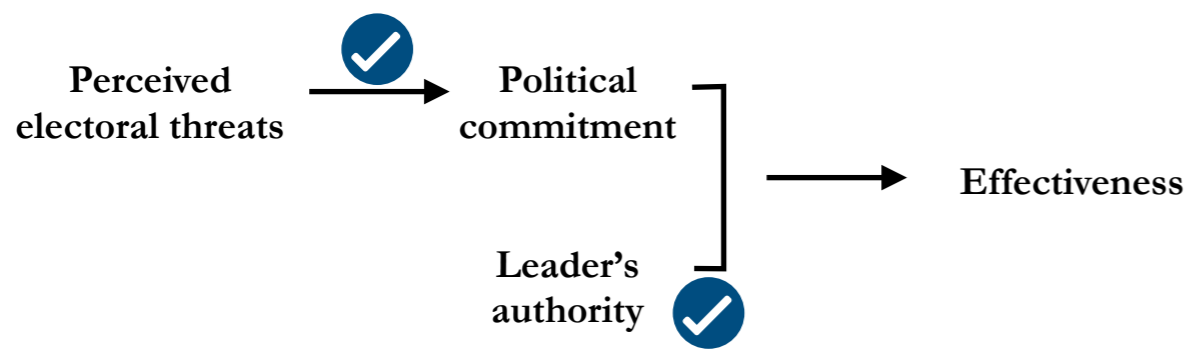 Perceived
electoral threats
Political
commitment
Effectiveness
Leader’s
authority